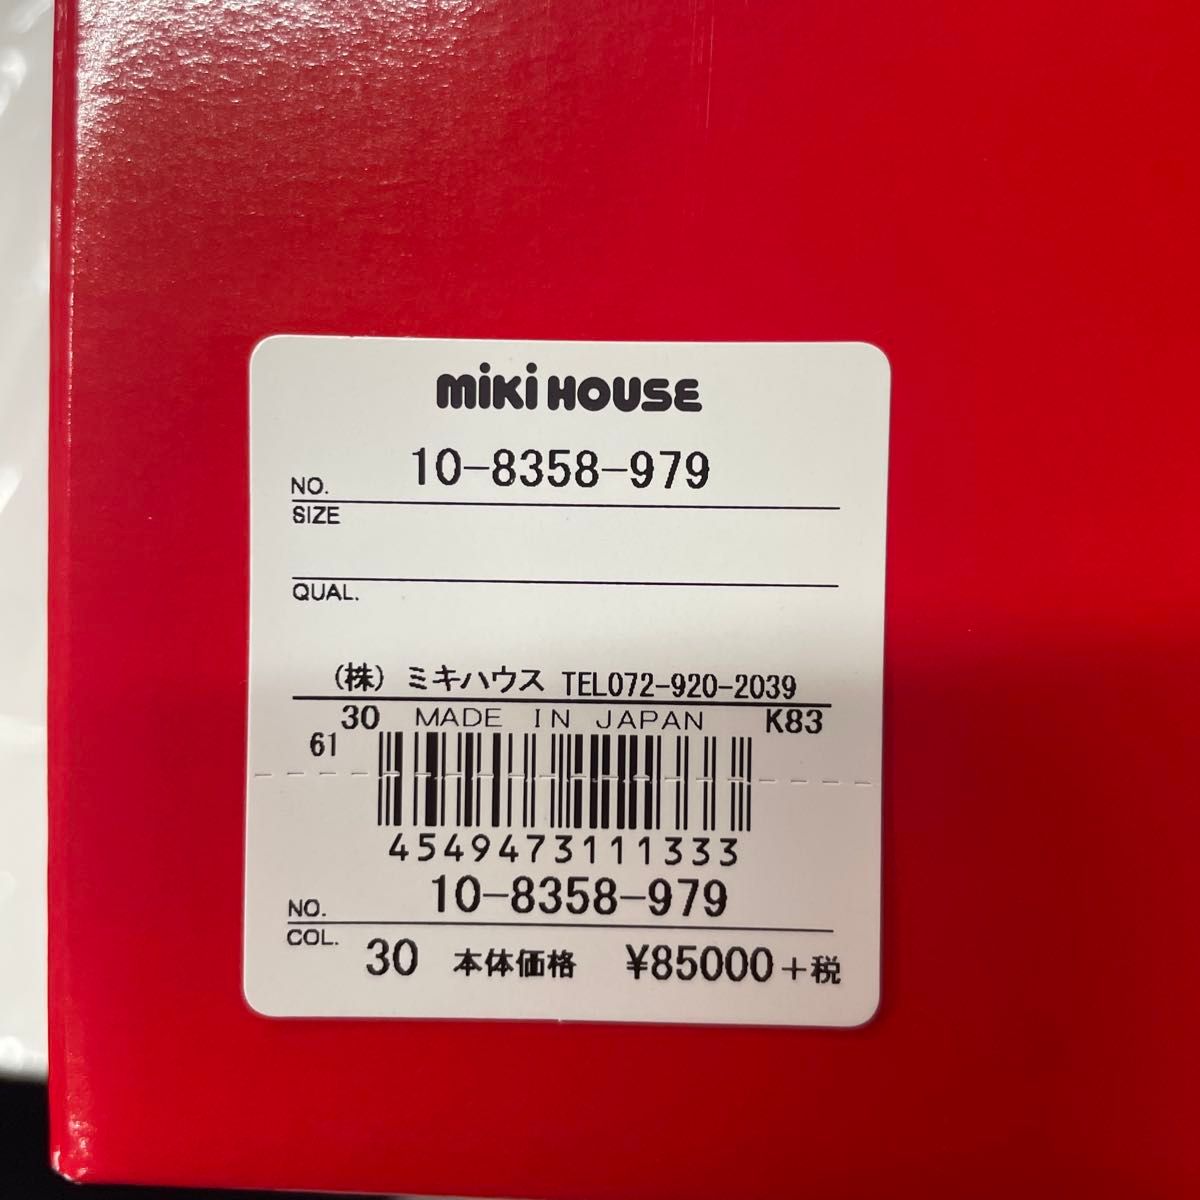 miki HOUSE
NO. 10-8358-979
SIZE
QUAL.
(株) ミキハウス TEL072-920-2039
30 MADE IN JAPAN K83
61
4549473111333
NO. 10-8358-979
COL. 30 本体価格 ¥85000+税